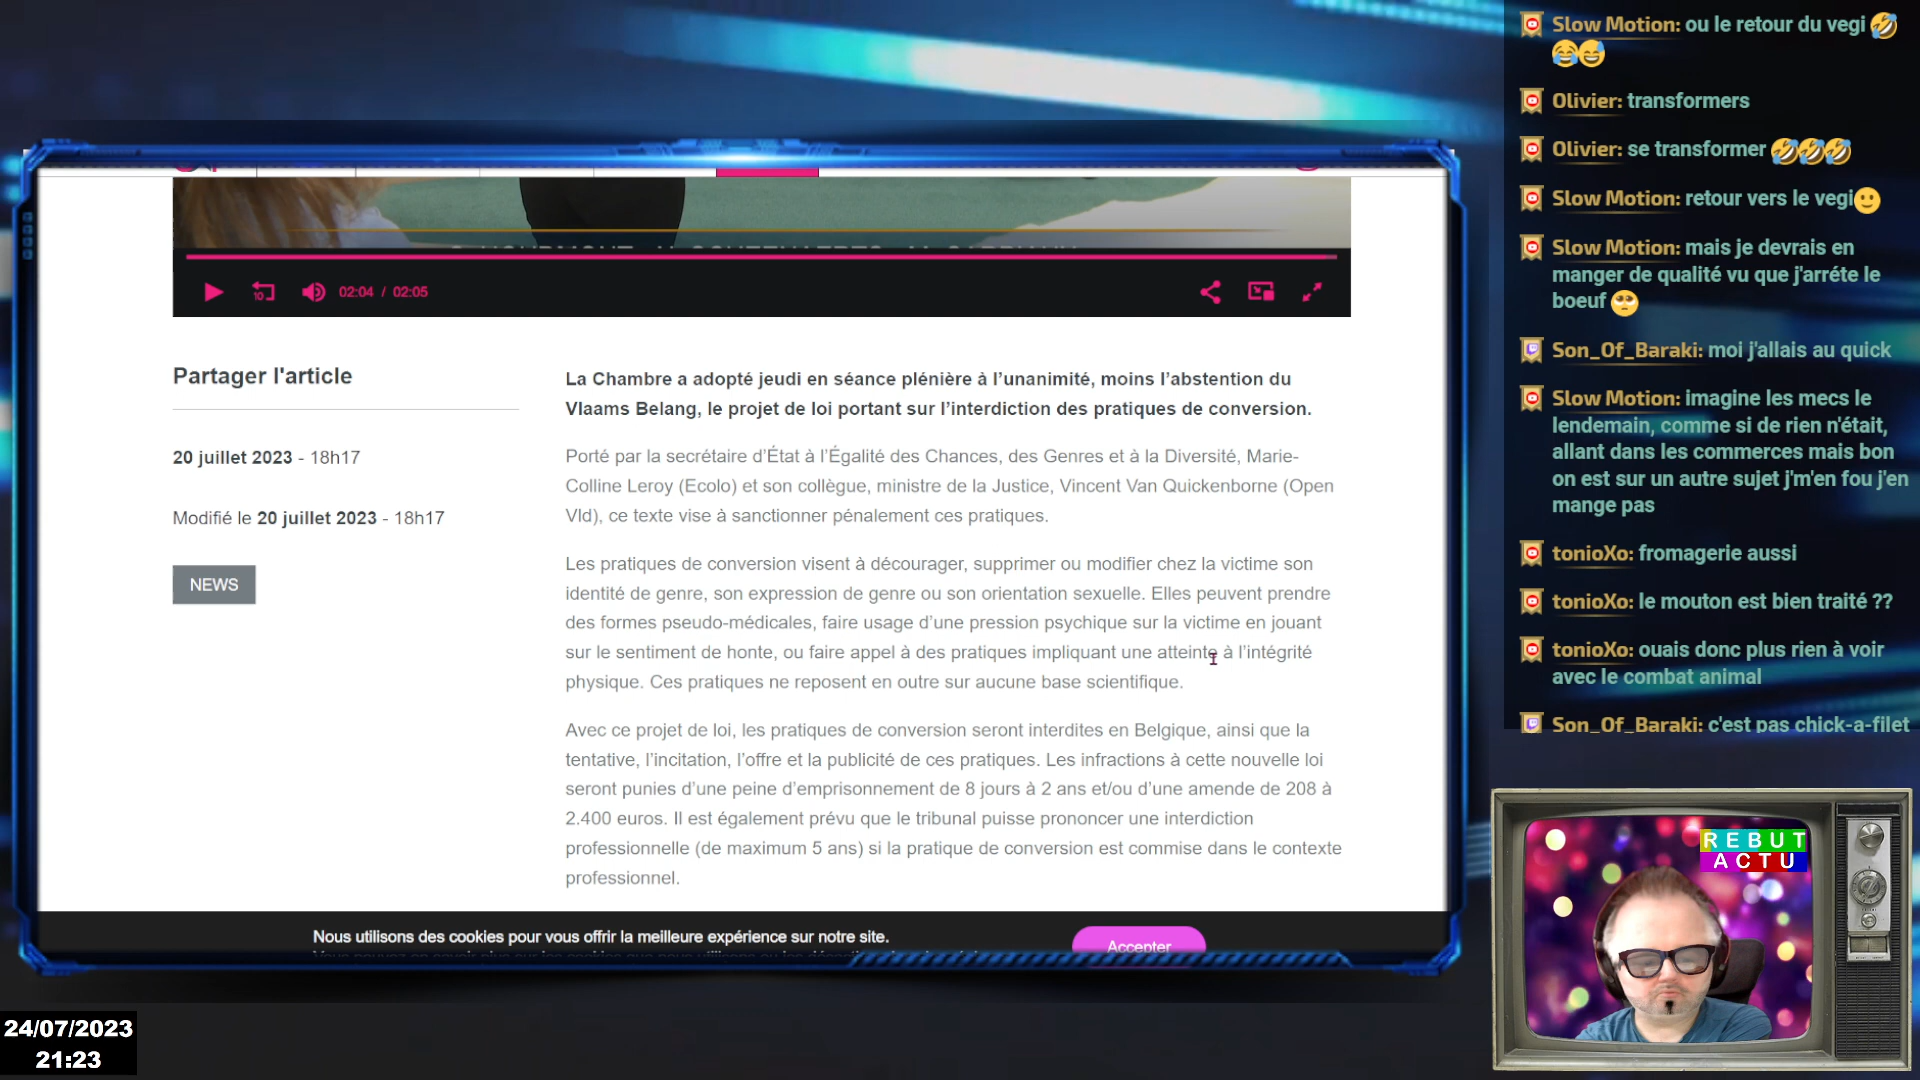 02:04 / 02:05
Partager l'article
20 juillet 2023 - 18h17
Modifié le 20 juillet 2023 - 18h17
NEWS
La Chambre a adopté jeudi en séance plénière à l’unanimité, moins l’abstention du
Vlaams Belang, le projet de loi portant sur l’interdiction des pratiques de conversion.
Porté par la secrétaire d’État à l’Égalité des Chances, des Genres et à la Diversité, Marie-
Colline Leroy (Ecolo) et son collègue, ministre de la Justice, Vincent Van Quickenborne (Open
Vld), ce texte vise à sanctionner pénalement ces pratiques.
Les pratiques de conversion visent à décourager, supprimer ou modifier chez la victime son
identité de genre, son expression de genre ou son orientation sexuelle. Elles peuvent prendre
des formes pseudo-médicales, faire usage d’une pression psychique sur la victime en jouant
sur le sentiment de honte, ou faire appel à des pratiques impliquant une atteinte à l’intégrité
physique. Ces pratiques ne reposent en outre sur aucune base scientifique.
Avec ce projet de loi, les pratiques de conversion seront interdites en Belgique, ainsi que la
tentative, l’incitation, l’offre et la publicité de ces pratiques. Les infractions à cette nouvelle loi
seront punies d’une peine d’emprisonnement de 8 jours à 2 ans et/ou d’une amende de 208 à
2.400 euros. Il est également prévu que le tribunal puisse prononcer une interdiction
professionnelle (de maximum 5 ans) si la pratique de conversion est commise dans le contexte
professionnel.
Nous utilisons des cookies pour vous offrir la meilleure expérience sur notre site.
Accepter
24/07/2023
21:23
Slow Motion: ou le retour du vegi 🤣
😂😅
Olivier: transformers
Olivier: se transformer 🤣🤣🤣
Slow Motion: retour vers le vegi🙂
Slow Motion: mais je devrais en
manger de qualité vu que j'arréte le
boeuf 🥺
Son_Of_Baraki: moi j'allais au quick
Slow Motion: imagine les mecs le
lendemain, comme si de rien n'était,
allant dans les commerces mais bon
on est sur un autre sujet j'm'en fou j'en
mange pas
tonioXo: fromagerie aussi
tonioXo: le mouton est bien traité ??
tonioXo: ouais donc plus rien à voir
avec le combat animal
Son_Of_Baraki: c'est pas chick-a-filet
REBUT
ACTU